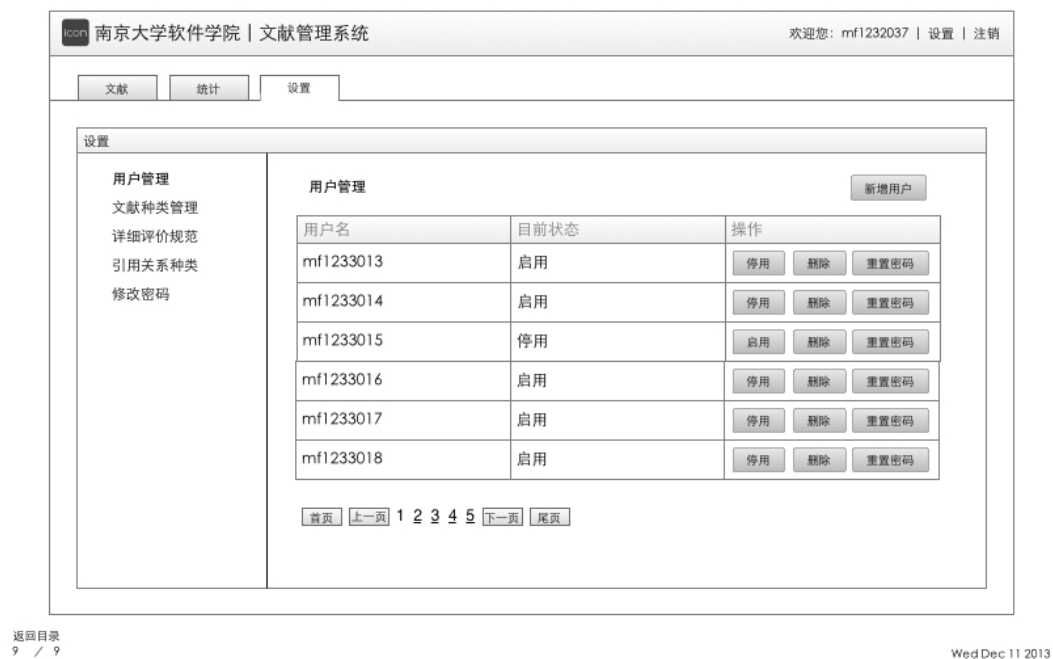 icon 南京大学软件学院 | 文献管理系统 欢迎您: mf1232037 | 设置 | 注销
文献 统计 设置
设置
用户管理
文献种类管理
详细评价规范
引用关系种类
修改密码
用户管理 新增用户
用户名 目前状态 操作
mf1233013 启用 停用 删除 重置密码
mf1233014 启用 停用 删除 重置密码
mf1233015 停用 启用 删除 重置密码
mf1233016 启用 停用 删除 重置密码
mf1233017 启用 停用 删除 重置密码
mf1233018 启用 停用 删除 重置密码
首页 上一页 1 2 3 4 5 下一页 尾页
返回目录
9 / 9
Wed Dec 11 2013